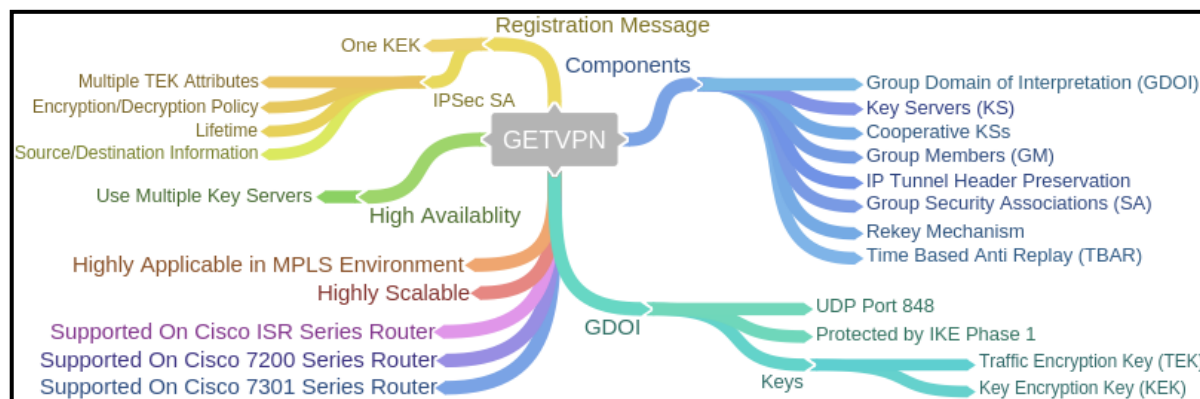 Registration Message
One KEK
IPSec SA
Multiple TEK Attributes
Encryption/Decryption Policy
Lifetime
Source/Destination Information
GETVPN
Components
Group Domain of Interpretation (GDOI)
Key Servers (KS)
Cooperative KSs
Group Members (GM)
IP Tunnel Header Preservation
Group Security Associations (SA)
Rekey Mechanism
Time Based Anti Replay (TBAR)
High Availablity
Use Multiple Key Servers
Highly Applicable in MPLS Environment
Highly Scalable
Supported On Cisco ISR Series Router
Supported On Cisco 7200 Series Router
Supported On Cisco 7301 Series Router
GDOI
UDP Port 848
Protected by IKE Phase 1
Keys
Traffic Encryption Key (TEK
Key Encryption Key (KEK)